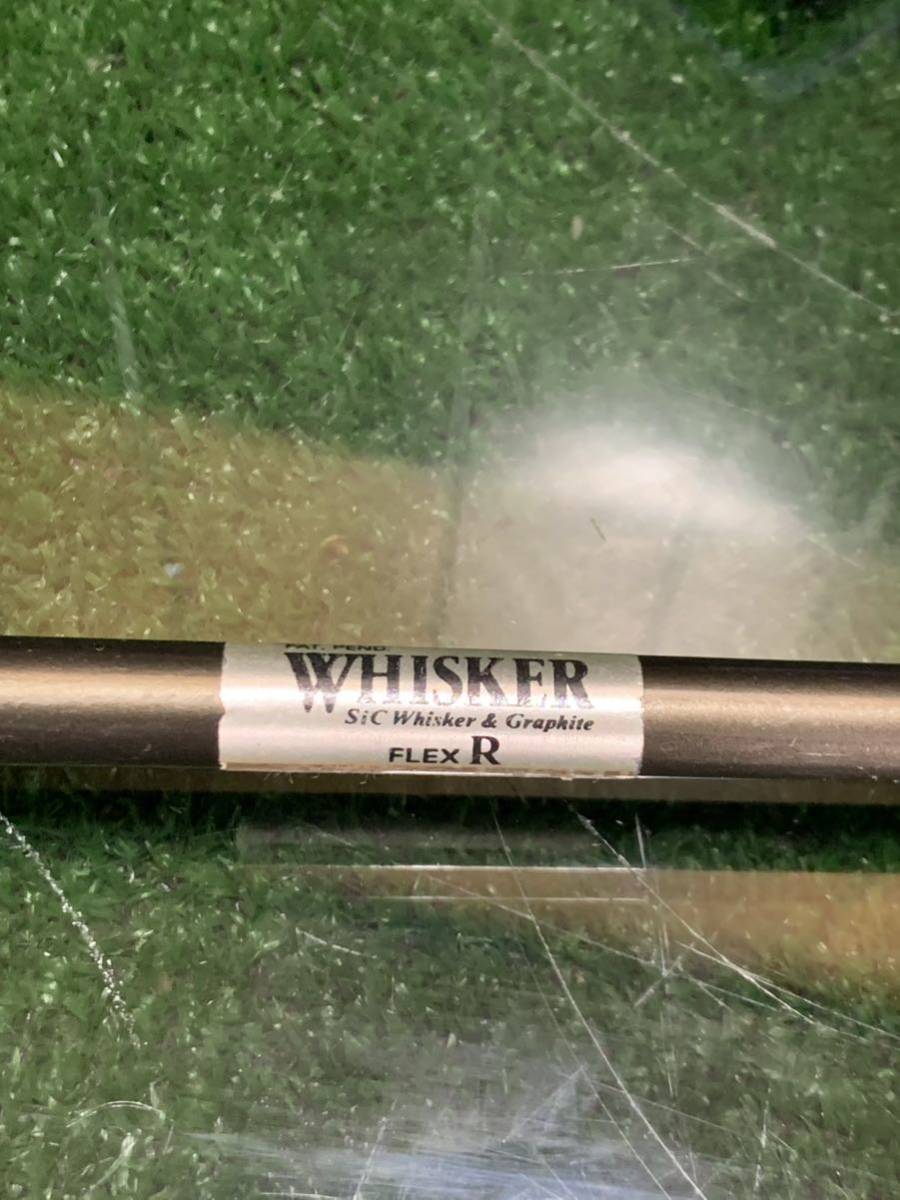 PAT. PEND.
WHISKER
SiC Whisker & Graphite
FLEX R